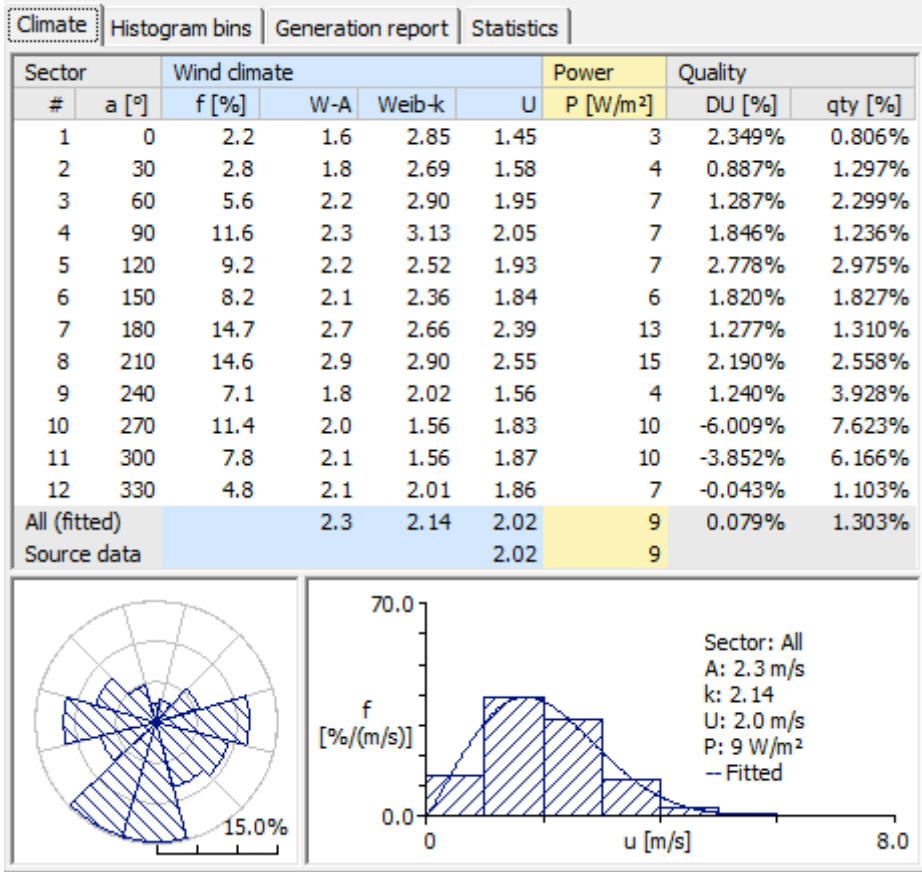 Climate Histogram bins Generation report Statistics
Sector Wind climate Power Quality
# a [°] f [%] W-A Weib-k U P [W/m²] DU [%] qty [%]
1 0 2.2 1.6 2.85 1.45 3 2.349% 0.806%
2 30 2.8 1.8 2.69 1.58 4 0.887% 1.297%
3 60 5.6 2.2 2.90 1.95 7 1.287% 2.299%
4 90 11.6 2.3 3.13 2.05 7 1.846% 1.236%
5 120 9.2 2.2 2.52 1.93 7 2.778% 2.975%
6 150 8.2 2.1 2.36 1.84 6 1.820% 1.827%
7 180 14.7 2.7 2.66 2.39 13 1.277% 1.310%
8 210 14.6 2.9 2.90 2.55 15 2.190% 2.558%
9 240 7.1 1.8 2.02 1.56 4 1.240% 3.928%
10 270 11.4 2.0 1.56 1.83 10 -6.009% 7.623%
11 300 7.8 2.1 1.56 1.87 10 -3.852% 6.166%
12 330 4.8 2.1 2.01 1.86 7 -0.043% 1.103%
All (fitted) 2.3 2.14 2.02 9 0.079% 1.303%
Source data 2.02 9
15.0%
70.0
f
[%/(m/s)]
0.0
0 u [m/s] 8.0
Sector: All
A: 2.3 m/s
k: 2.14
U: 2.0 m/s
P: 9 W/m²
-- Fitted